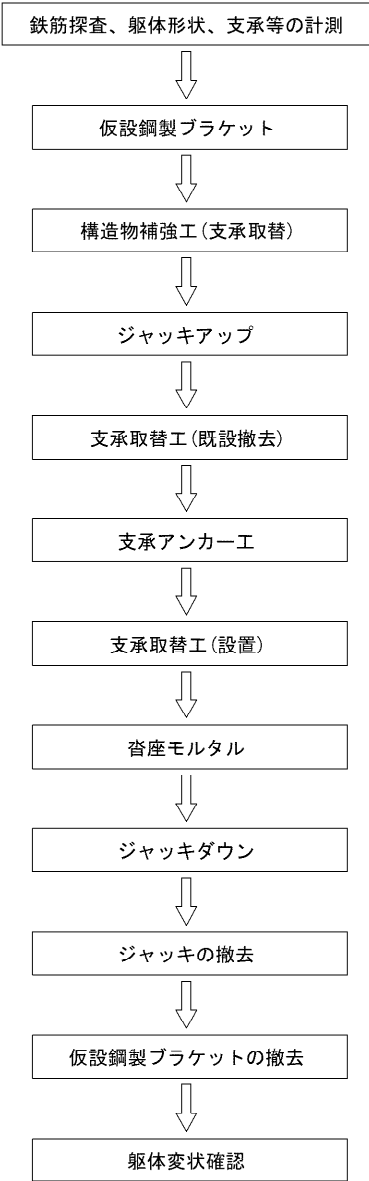 鉄筋探査、躯体形状、支承等の計測
仮設鋼製ブラケット
構造物補強工(支承取替)
ジャッキアップ
支承取替工(既設撤去)
支承アンカー工
支承取替工(設置)
沓座モルタル
ジャッキダウン
ジャッキの撤去
仮設鋼製ブラケットの撤去
躯体変状確認